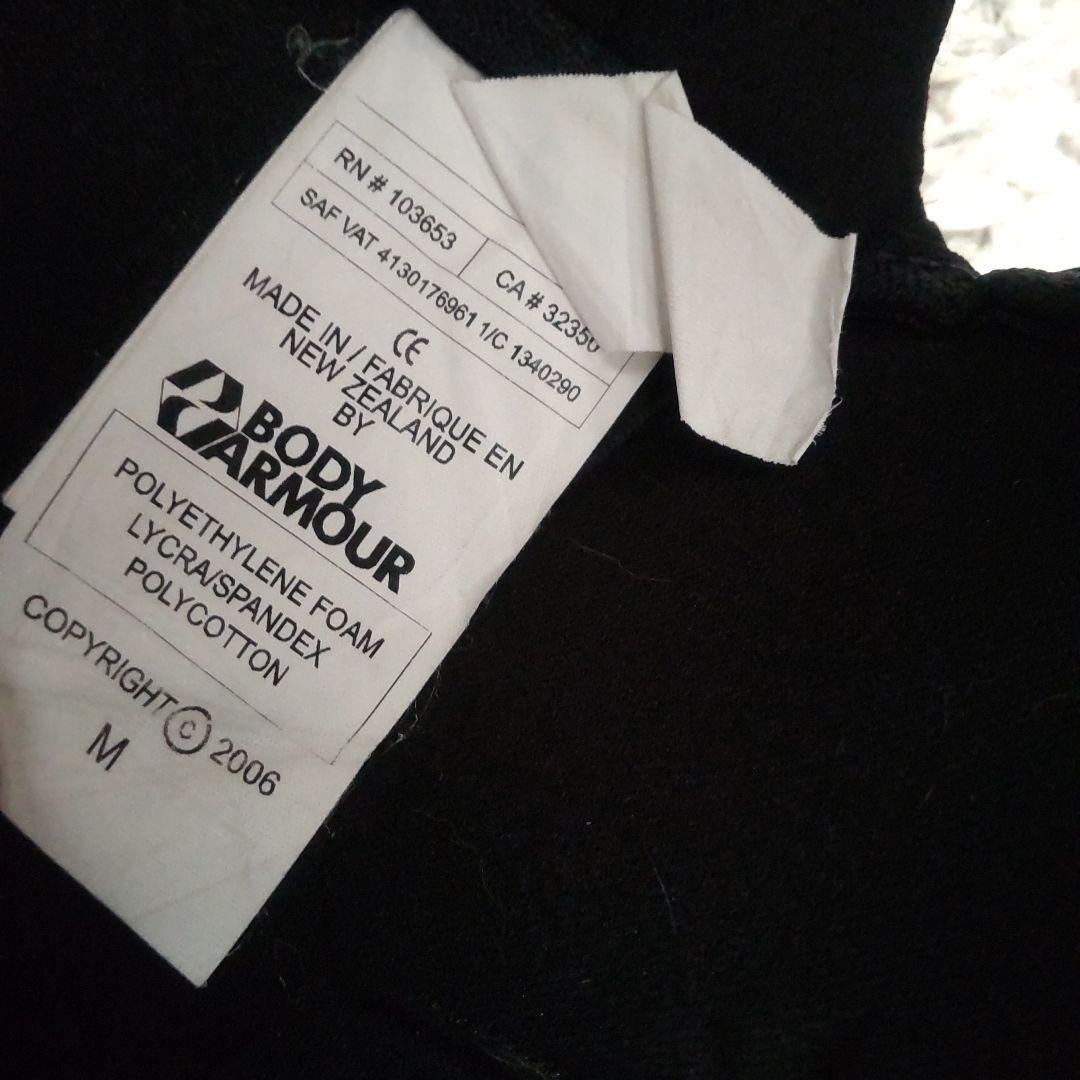 RN # 103653 CA # 32350
SAF VAT 4130176961 1/C 1340290
CE
MADE IN / FABRIQUE EN
NEW ZEALAND
BY
BODY
ARMOUR
POLYETHYLENE FOAM
LYCRA/SPANDEX
POLYCOTTON
COPYRIGHT © 2006
M